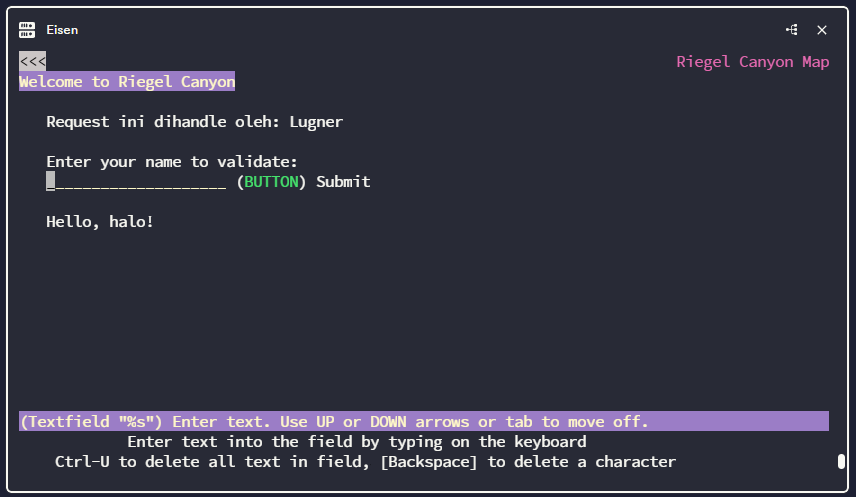 Eisen
<<<
Riegel Canyon Map
Welcome to Riegel Canyon
Request ini dihandle oleh: Lugner
Enter your name to validate:
____________________ (BUTTON) Submit
Hello, halo!
(Textfield "%s") Enter text. Use UP or DOWN arrows or tab to move off.
Enter text into the field by typing on the keyboard
Ctrl-U to delete all text in field, [Backspace] to delete a character